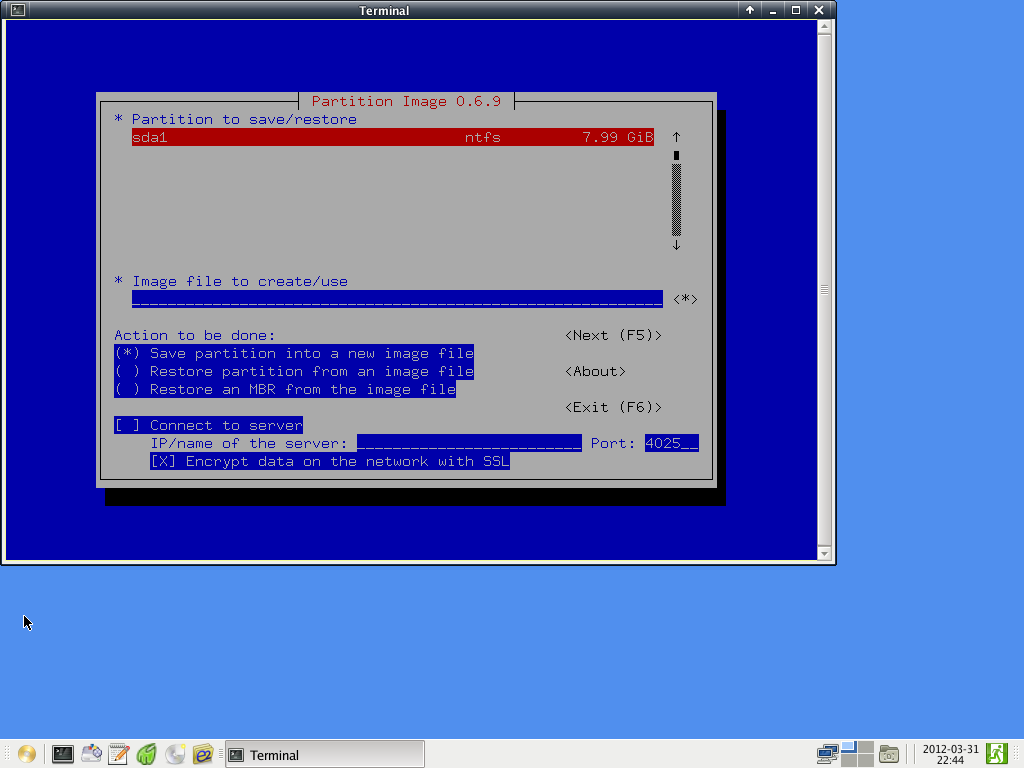 Terminal
Partition Image 0.6.9
* Partition to save/restore
sda1 ntfs 7.99 GiB
* Image file to create/use
<*>
Action to be done: <Next (F5)>
(*) Save partition into a new image file
( ) Restore partition from an image file <About>
( ) Restore an MBR from the image file
<Exit (F6)>
[ ] Connect to server
IP/name of the server: _________________________ Port: 4025__
[X] Encrypt data on the network with SSL
Terminal
2012-03-31
22:44